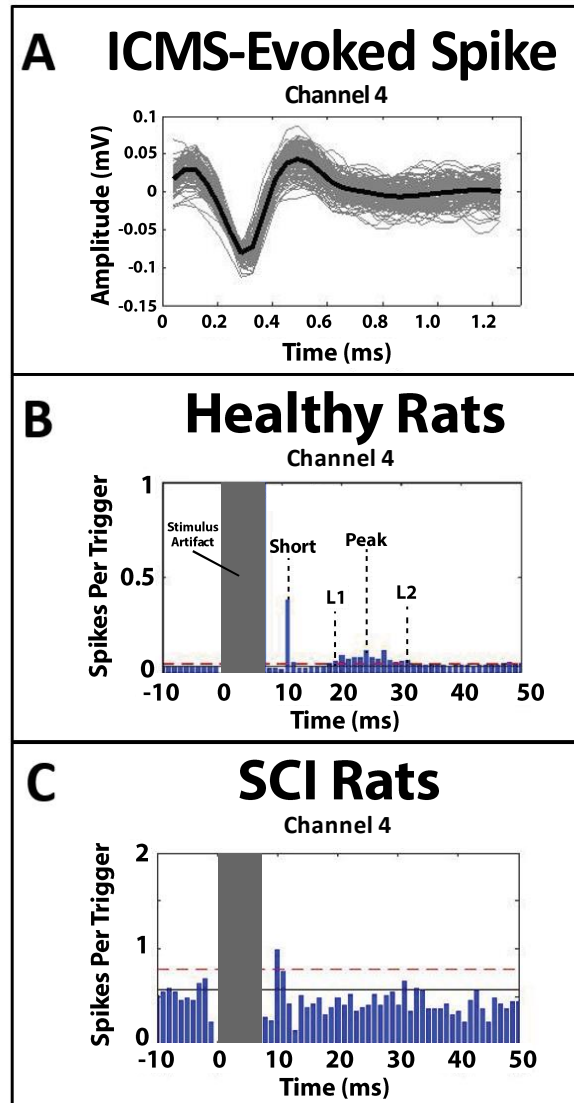 A ICMS-Evoked Spike
Channel 4
Amplitude (mV)
0.1
0.05
0
-0.05
-0.1
-0.15
0 0.2 0.4 0.6 0.8 1.0 1.2
Time (ms)
B Healthy Rats
Channel 4
Spikes Per Trigger
1
0.5
0
Stimulus
Artifact
Short
Peak
L1
L2
-10 0 10 20 30 40 50
Time (ms)
C SCI Rats
Channel 4
Spikes Per Trigger
2
1
0
-10 0 10 20 30 40 50
Time (ms)